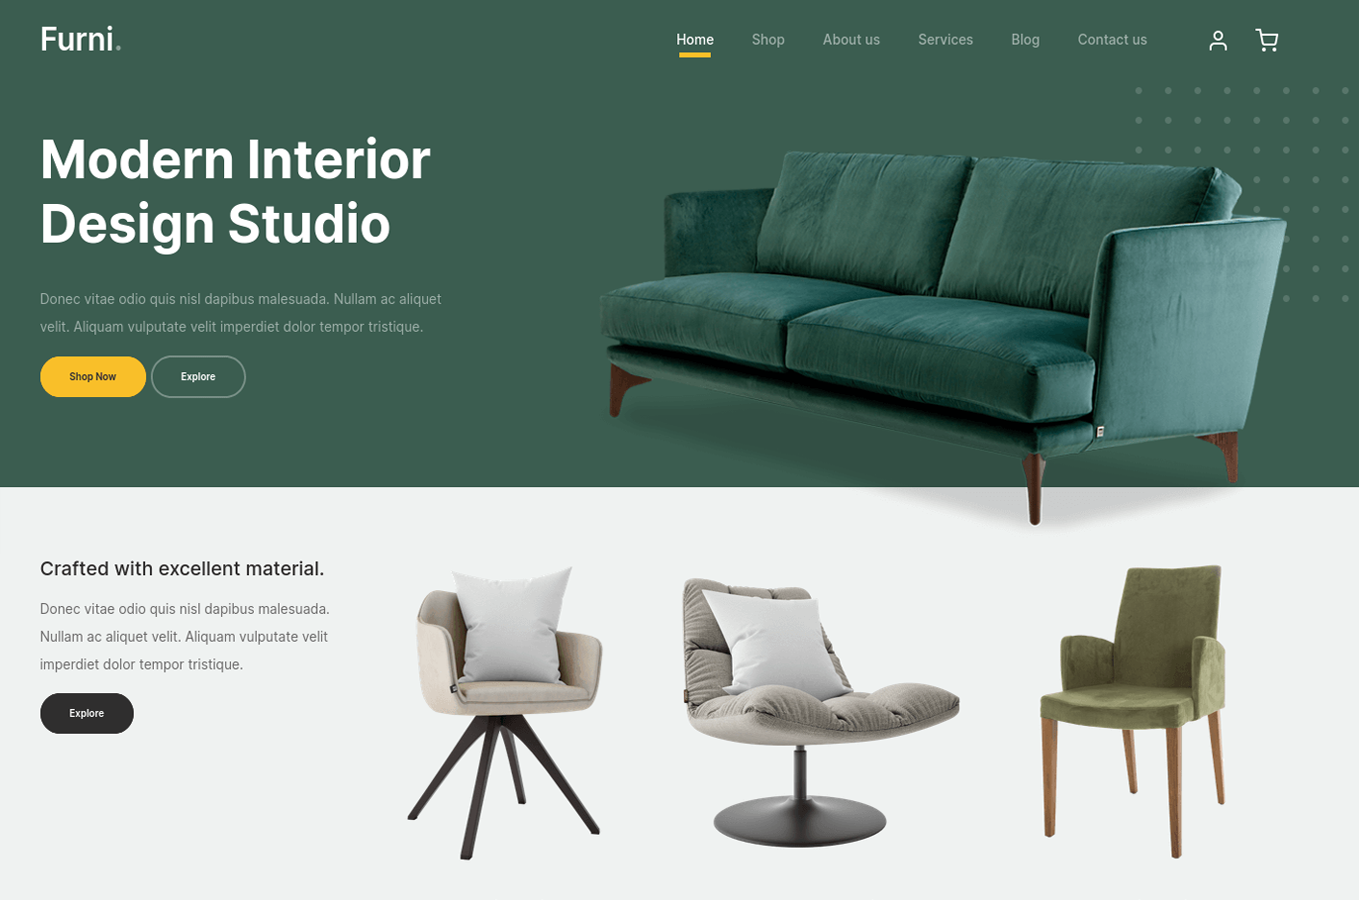 Furni.
Home
Shop
About us
Services
Blog
Contact us
Modern Interior
Design Studio
Donec vitae odio quis nisl dapibus malesuada. Nullam ac aliquet
velit. Aliquam vulputate velit imperdiet dolor tempor tristique.
Shop Now
Explore
Crafted with excellent material.
Donec vitae odio quis nisl dapibus malesuada.
Nullam ac aliquet velit. Aliquam vulputate velit
imperdiet dolor tempor tristique.
Explore